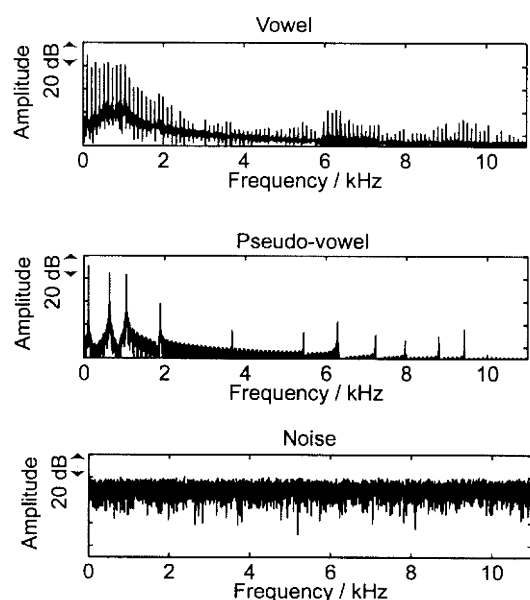 Vowel
Amplitude
20 dB
0 2 4 6 8 10
Frequency / kHz
Pseudo-vowel
Amplitude
20 dB
0 2 4 6 8 10
Frequency / kHz
Noise
Amplitude
20 dB
0 2 4 6 8 10
Frequency / kHz